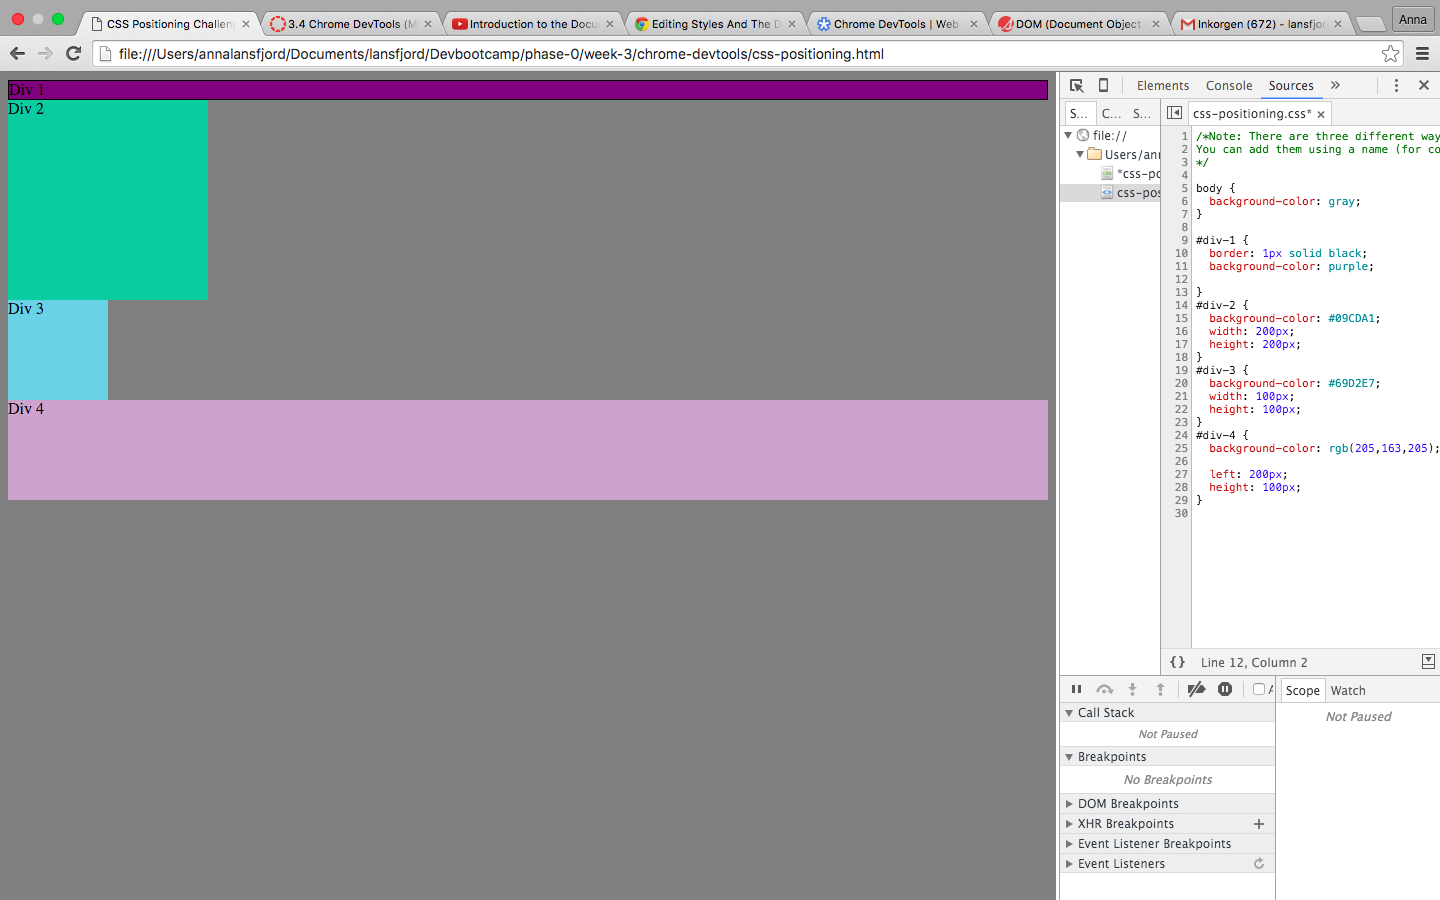 CSS Positioning Challen
3.4 Chrome DevTools (M
Introduction to the Docu
Editing Styles And The D
Chrome DevTools | Web
DOM (Document Object
Inkorgen (672) – lansfjor
Anna
file:///Users/annalansfjord/Documents/lansfjord/Devbootcamp/phase-0/week-3/chrome-devtools/css-positioning.html
Div 1
Div 2
Div 3
Div 4
Elements Console Sources »
S... C... S...
css-positioning.css* ×
file://
Users/ann
*css-po
css-pos
1 /*Note: There are three different way
2 You can add them using a name (for co
3 */
4
5 body {
6 background-color: gray;
7 }
8
9 #div-1 {
10 border: 1px solid black;
11 background-color: purple;
12
13 }
14 #div-2 {
15 background-color: #09CDA1;
16 width: 200px;
17 height: 200px;
18 }
19 #div-3 {
20 background-color: #69D2E7;
21 width: 100px;
22 height: 100px;
23 }
24 #div-4 {
25 background-color: rgb(205,163,205);
26
27 left: 200px;
28 height: 100px;
29 }
30
{} Line 12, Column 2
Scope Watch
Not Paused
Call Stack
Not Paused
Breakpoints
No Breakpoints
DOM Breakpoints
XHR Breakpoints
Event Listener Breakpoints
Event Listeners